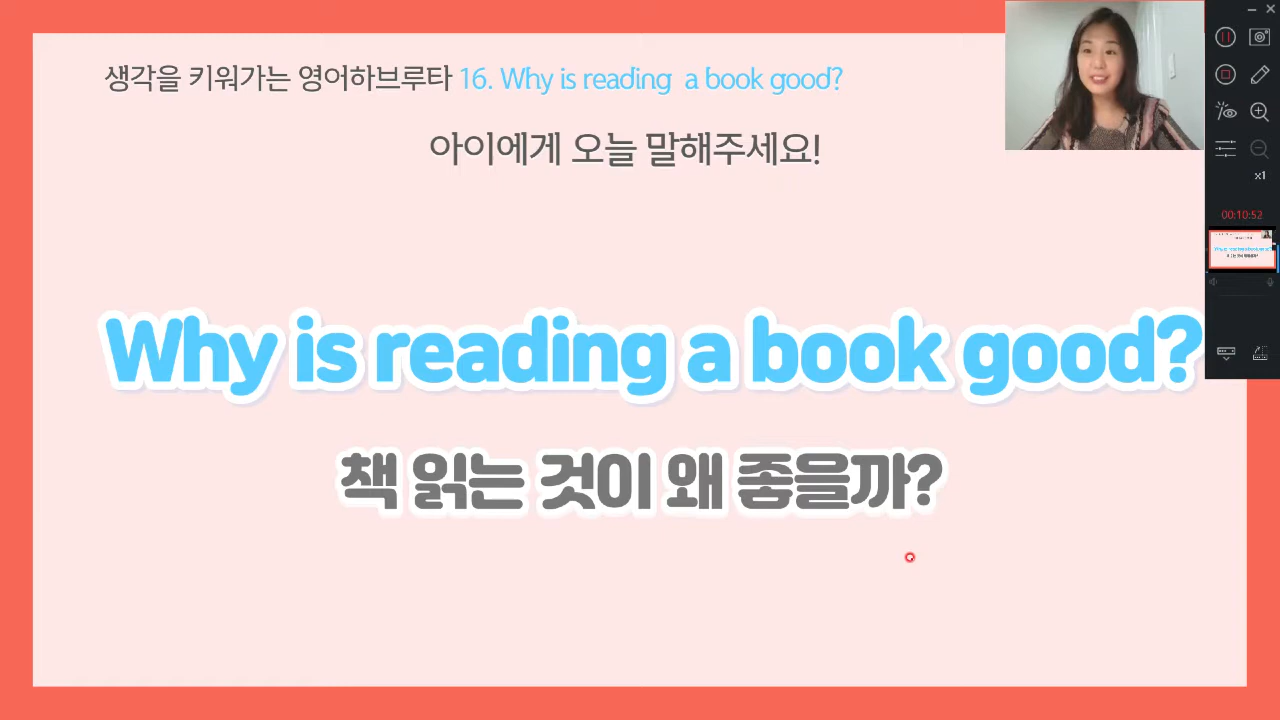 생각을 키워가는 영어하브루타 16. Why is reading a book good?
아이에게 오늘 말해주세요!
Why is reading a book good?
책 읽는 것이 왜 좋을까?
x1
00:10:52